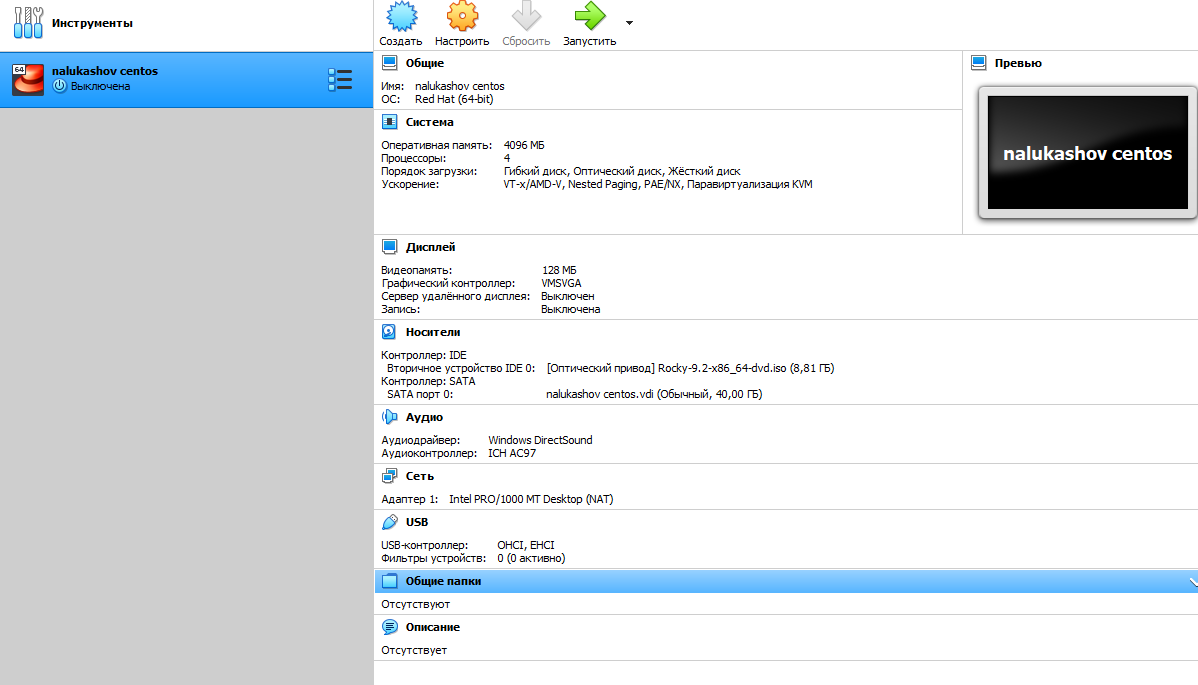 Инструменты
64
nalukashov centos
Выключена
Создать Настроить Сбросить Запустить
Общие
Имя: nalukashov centos
ОС: Red Hat (64-bit)
Превью
nalukashov centos
Система
Оперативная память: 4096 МБ
Процессоры: 4
Порядок загрузки: Гибкий диск, Оптический диск, Жёсткий диск
Ускорение: VT-x/AMD-V, Nested Paging, PAE/NX, Паравиртуализация KVM
Дисплей
Видеопамять: 128 МБ
Графический контроллер: VMSVGA
Сервер удалённого дисплея: Выключен
Запись: Выключена
Носители
Контроллер: IDE
Вторичное устройство IDE 0: [Оптический привод] Rocky-9.2-x86_64-dvd.iso (8,81 ГБ)
Контроллер: SATA
SATA порт 0: nalukashov centos.vdi (Обычный, 40,00 ГБ)
Аудио
Аудиодрайвер: Windows DirectSound
Аудиоконтроллер: ICH AC97
Сеть
Адаптер 1: Intel PRO/1000 MT Desktop (NAT)
USB
USB-контроллер: OHCI, EHCI
Фильтры устройств: 0 (0 активно)
Общие папки
Отсутствуют
Описание
Отсутствует